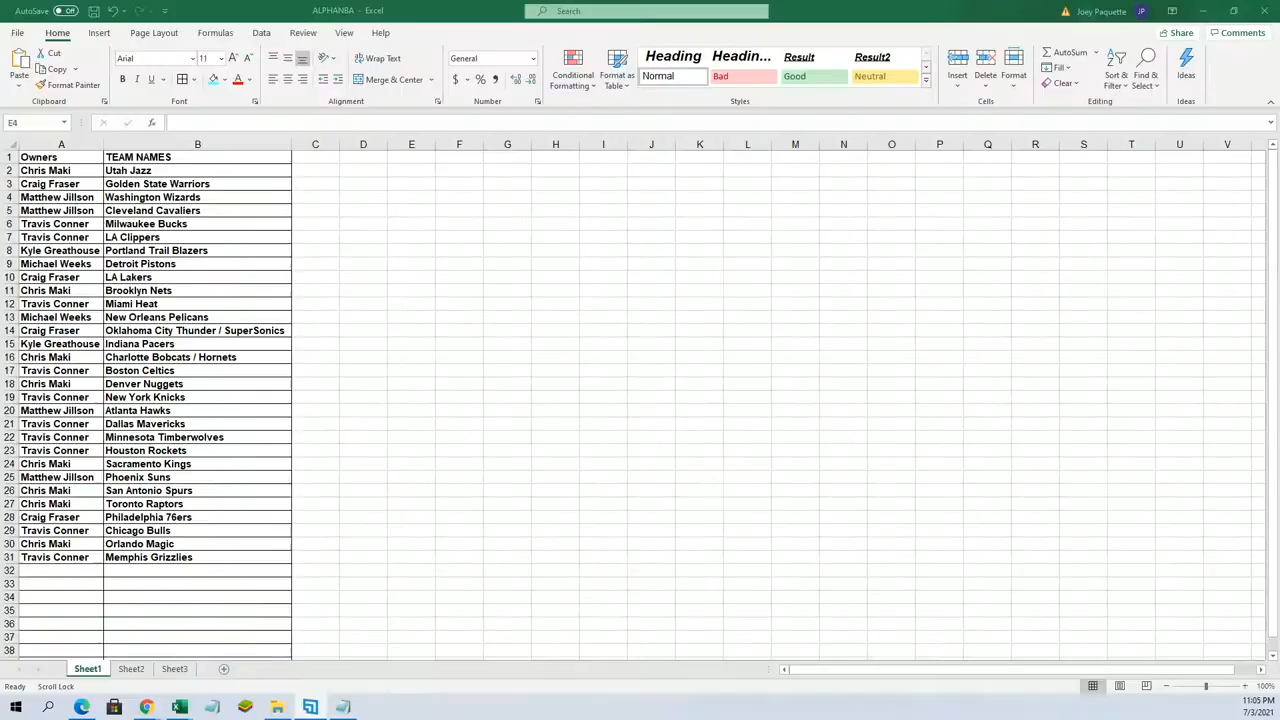 AutoSave Off ALPHANBA - Excel Search Joey Paquette JP
File Home Insert Page Layout Formulas Data Review View Help Share Comments
Paste Cut Copy Format Painter Clipboard
Arial 11 Font
Wrap Text Merge & Center Alignment
General Number
Conditional Formatting Format as Table
Heading Headin... Result Result2
Normal Bad Good Neutral Styles
Insert Delete Format Cells
AutoSum Fill Clear Sort & Filter Find & Select Editing
Ideas Ideas
E4
A B C D E F G H I J K L M N O P Q R S T U V
1 Owners TEAM NAMES
2 Chris Maki Utah Jazz
3 Craig Fraser Golden State Warriors
4 Matthew Jillson Washington Wizards
5 Matthew Jillson Cleveland Cavaliers
6 Travis Conner Milwaukee Bucks
7 Travis Conner LA Clippers
8 Kyle Greathouse Portland Trail Blazers
9 Michael Weeks Detroit Pistons
10 Craig Fraser LA Lakers
11 Chris Maki Brooklyn Nets
12 Travis Conner Miami Heat
13 Michael Weeks New Orleans Pelicans
14 Craig Fraser Oklahoma City Thunder / SuperSonics
15 Kyle Greathouse Indiana Pacers
16 Chris Maki Charlotte Bobcats / Hornets
17 Travis Conner Boston Celtics
18 Chris Maki Denver Nuggets
19 Travis Conner New York Knicks
20 Matthew Jillson Atlanta Hawks
21 Travis Conner Dallas Mavericks
22 Travis Conner Minnesota Timberwolves
23 Travis Conner Houston Rockets
24 Chris Maki Sacramento Kings
25 Matthew Jillson Phoenix Suns
26 Chris Maki San Antonio Spurs
27 Chris Maki Toronto Raptors
28 Craig Fraser Philadelphia 76ers
29 Travis Conner Chicago Bulls
30 Chris Maki Orlando Magic
31 Travis Conner Memphis Grizzlies
32
33
34
35
36
37
38
Sheet1 Sheet2 Sheet3
Ready Scroll Lock 100%
11:05 PM
7/3/2021